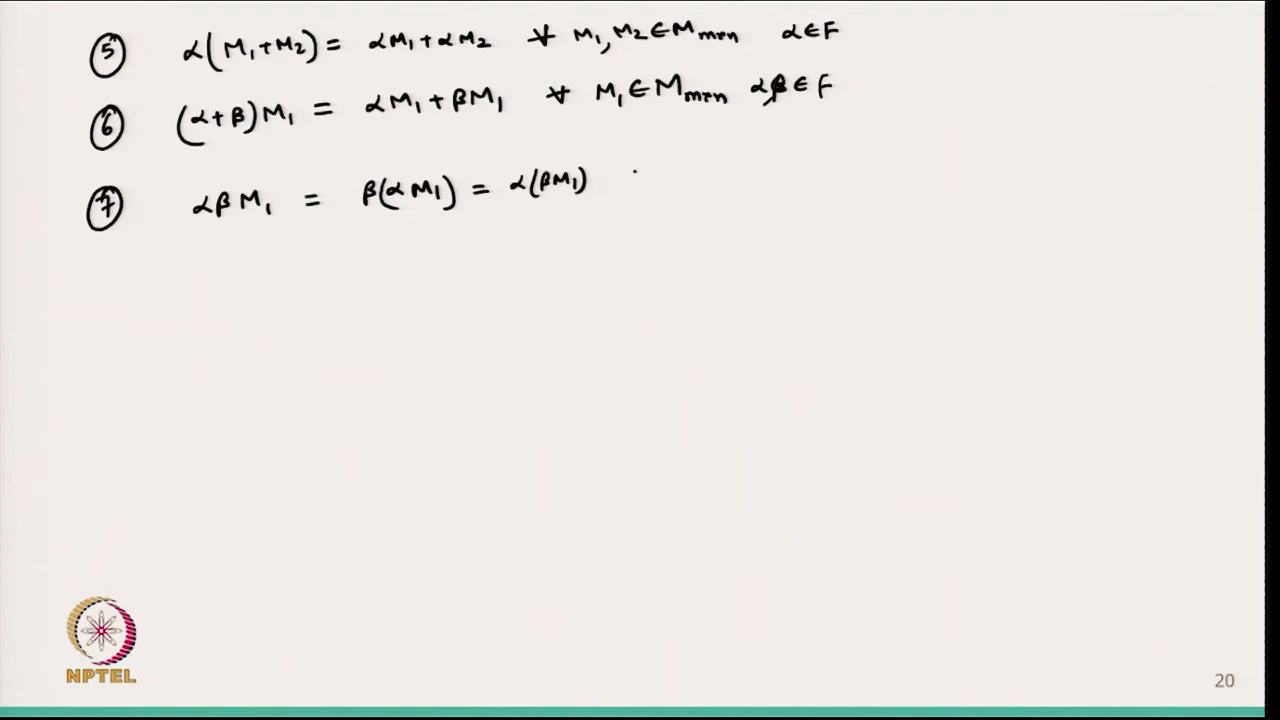 ⑤ α(M₁+M₂) = αM₁+αM₂ ∀ M₁,M₂∈Mₘₓₙ α∈F
⑥ (α+β)M₁ = αM₁+βM₁ ∀ M₁∈Mₘₓₙ α,β∈F
⑦ αβM₁ = β(αM₁) = α(βM₁)
NPTEL
20